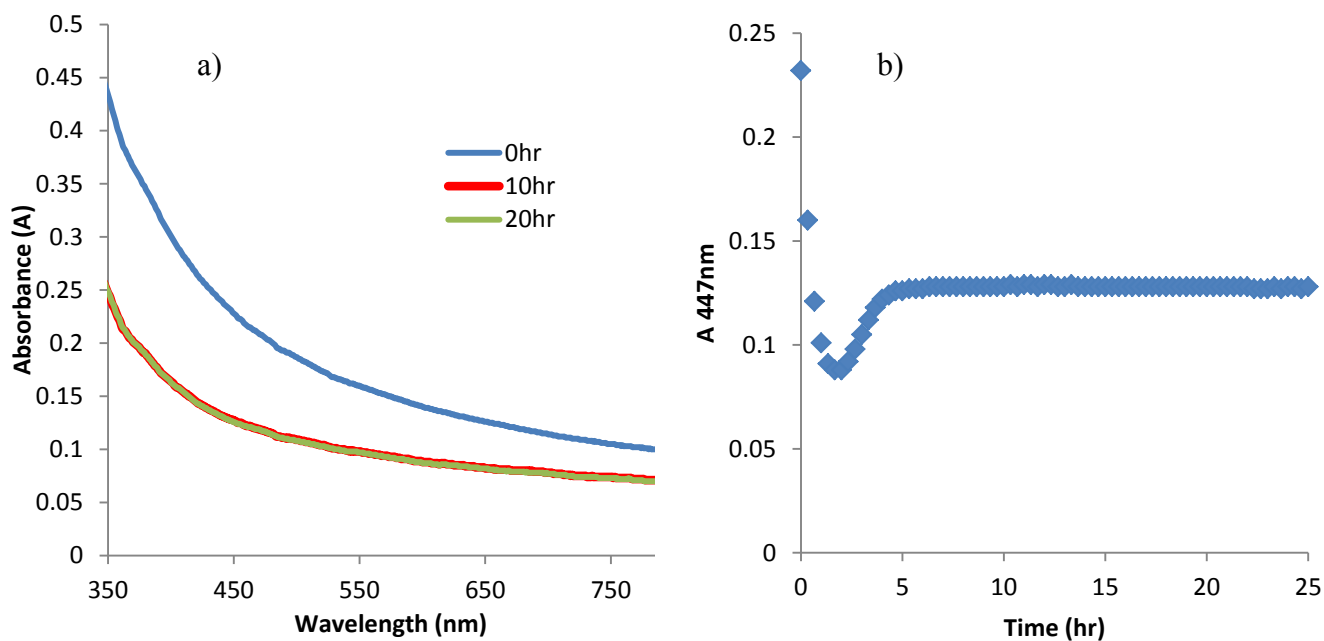 a)
0.5
0.45
0.4
0.35
0.3
0.25
0.2
0.15
0.1
0.05
0
Absorbance (A)
0hr
10hr
20hr
350 450 550 650 750
Wavelength (nm)
b)
0.25
0.2
0.15
0.1
0.05
0
A 447nm
0 5 10 15 20 25
Time (hr)